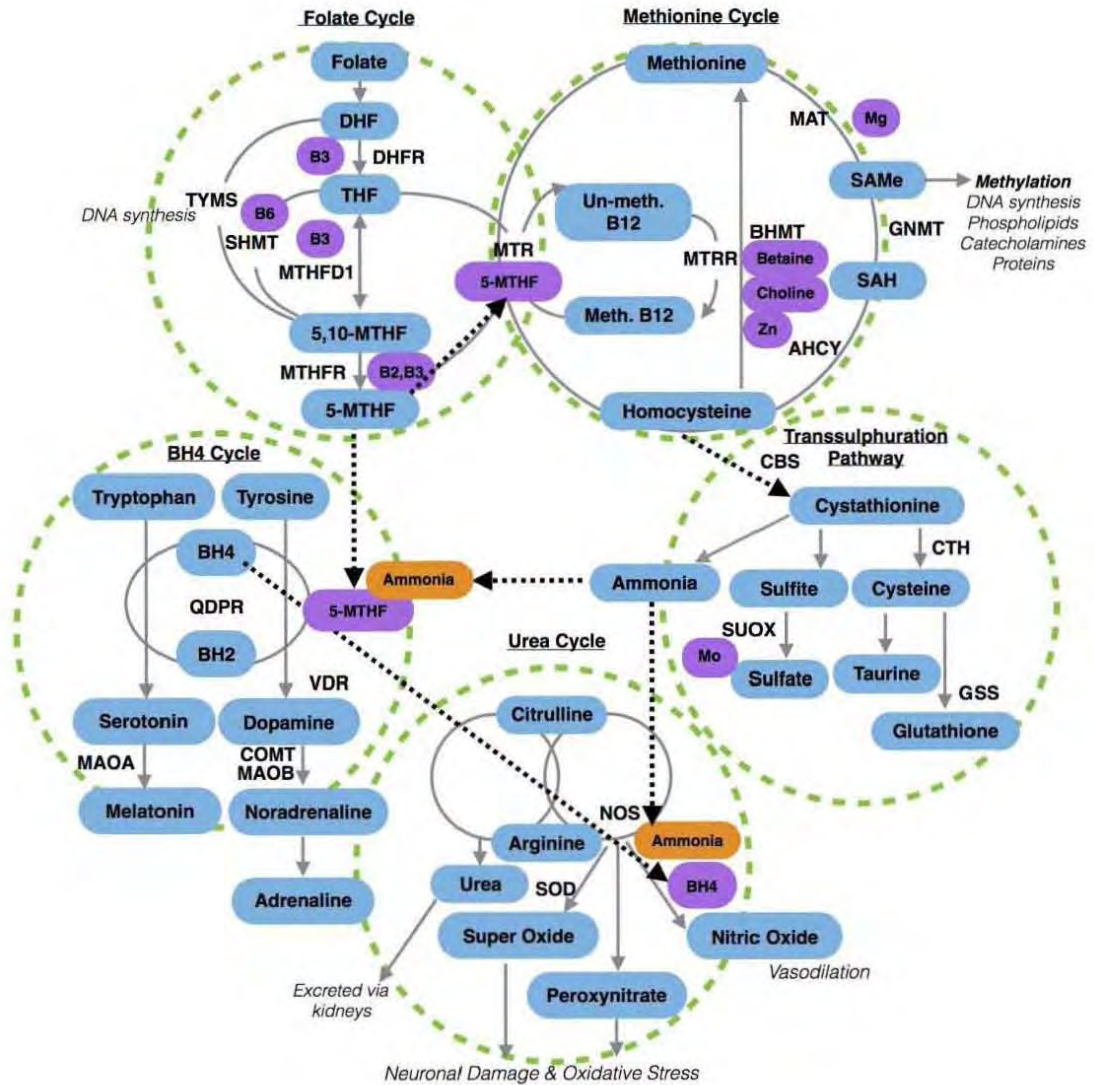 Folate Cycle
Folate
DHF
B3
DHFR
TYMS
THF
DNA synthesis
B6
B3
SHMT
MTHFD1
5,10-MTHF
MTHFR
B2,B3
5-MTHF
Methionine Cycle
Methionine
MAT
Mg
SAMe
Methylation
DNA synthesis
Phospholipids
Catecholamines
Proteins
GNMT
SAH
Un-meth.
B12
MTR
MTRR
5-MTHF
Meth. B12
BHMT
Betaine
Choline
Zn
AHCY
Homocysteine
BH4 Cycle
Tryptophan
Tyrosine
BH4
QDPR
BH2
5-MTHF
Ammonia
VDR
Serotonin
Dopamine
MAOA
COMT
MAOB
Melatonin
Noradrenaline
Adrenaline
Transsulphuration
Pathway
CBS
Cystathionine
CTH
Ammonia
Sulfite
Cysteine
SUOX
Mo
Sulfate
Taurine
GSS
Glutathione
Urea Cycle
Citrulline
NOS
Arginine
Ammonia
Urea
SOD
BH4
Super Oxide
Nitric Oxide
Vasodilation
Peroxynitrate
Excreted via
kidneys
Neuronal Damage & Oxidative Stress